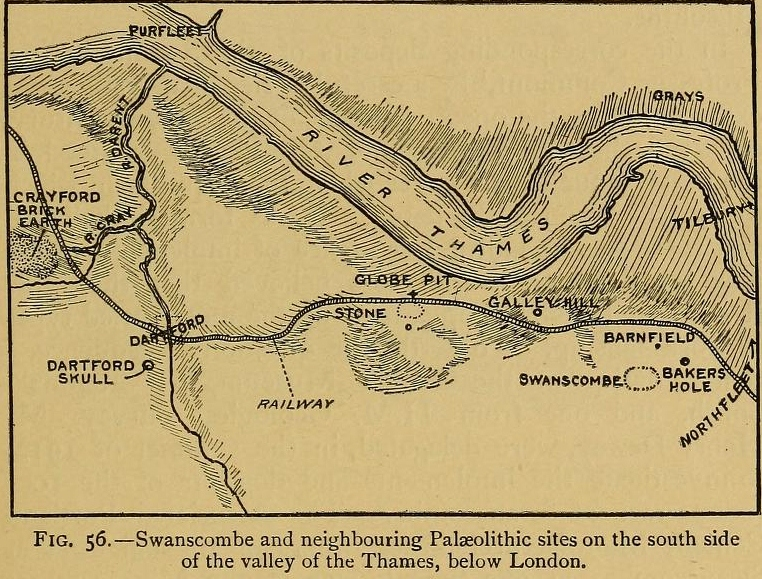 PURFLEET
GRAYS
R. DARENT
RIVER THAMES
CRAYFORD
BRICK
EARTH
R. CRAY
TILBURY
GLOBE PIT
STONE
GALLEY HILL
DARTFORD
BARNFIELD
DARTFORD
SKULL
SWANSCOMBE
BAKERS
HOLE
RAILWAY
NORTHFLEET
FIG. 56.—Swanscombe and neighbouring Palæolithic sites on the south side
of the valley of the Thames, below London.